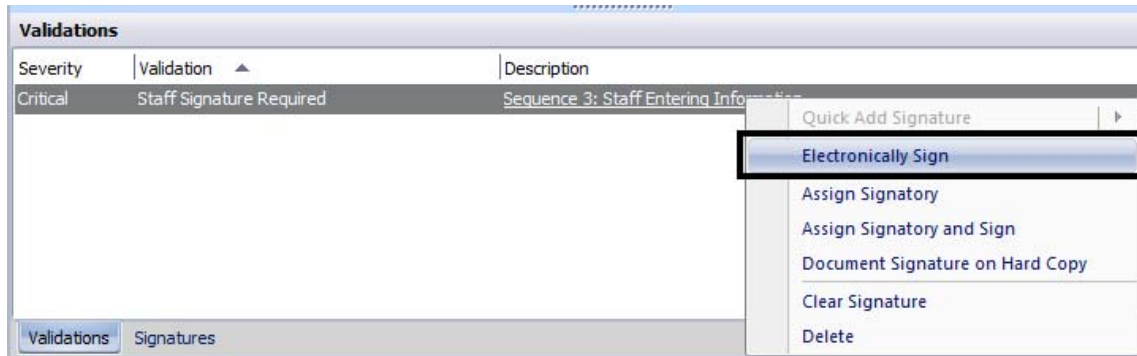 Validations
Severity Validation Description
Critical Staff Signature Required Sequence 3: Staff Entering Information
Quick Add Signature
Electronically Sign
Assign Signatory
Assign Signatory and Sign
Document Signature on Hard Copy
Clear Signature
Delete
Validations Signatures